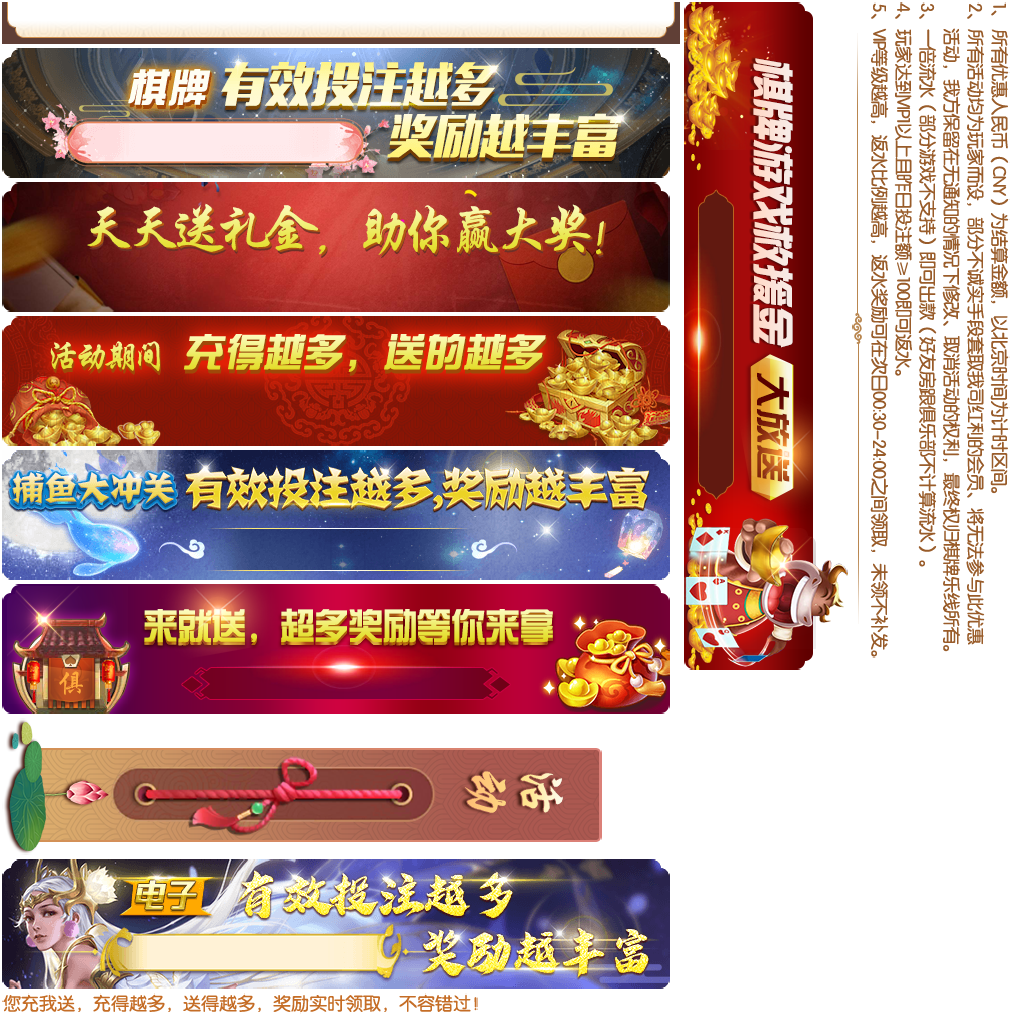 棋牌 有效投注越多
奖励越丰富
天天送礼金，助你赢大奖！
活动期间 充得越多，送的越多
捕鱼大冲关 有效投注越多,奖励越丰富
来就送，超多奖励等你来拿
俱
活动
电子 有效投注越多
奖励越丰富
您充我送，充得越多，送得越多，奖励实时领取，不容错过！
棋牌游戏掀掘金
大放送
1、所有优惠人民币（CNY）为结算金额，以北京时间为计时区间。
2、所有活动均为玩家而设，部分不诚实手段套取我司红利的会员、将无法参与此优惠
活动，我方保留在无通知的情况下修改、取消活动的权利，最终权归棋牌乐线所有。
3、一倍流水（部分游戏不支持）即可出款（好友房跟俱乐部不计算流水）。
4、玩家达到VIP1以上且昨日投注额≥100即可返水。
5、VIP等级越高，返水比例越高，返水奖励可在次日00:30-24:00之间领取，未领不补发。